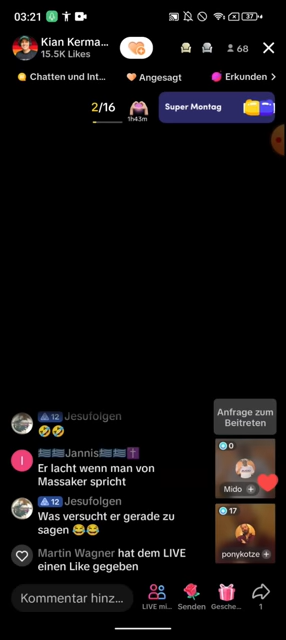 03:21
37
Kian Kerma...
15.5K Likes
68
Chatten und Int...
Angesagt
Erkunden
2/16
1h43m
Super Montag
12 Jesufolgen
🤣🤣
🇬🇷🇬🇷Jannis🇬🇷🇬🇷✝️
Er lacht wenn man von
Massaker spricht
12 Jesufolgen
Was versucht er gerade zu
sagen 😂😂
Martin Wagner hat dem LIVE
einen Like gegeben
Anfrage zum
Beitreten
0
Mido
17
ponykotze
Kommentar hinz...
LIVE mi...
Senden
Gesche...
1